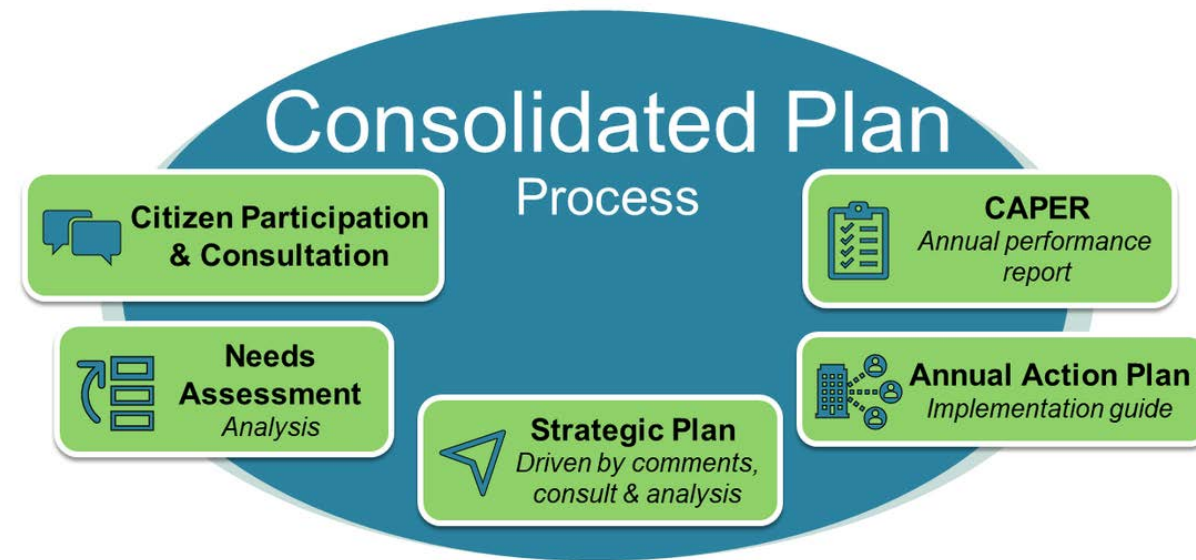 Consolidated Plan
Process
Citizen Participation
& Consultation
Needs
Assessment
Analysis
Strategic Plan
Driven by comments,
consult & analysis
Annual Action Plan
Implementation guide
CAPER
Annual performance
report